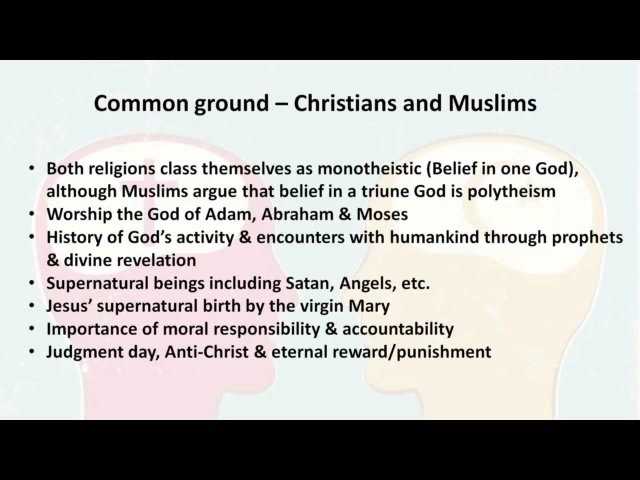 Common ground – Christians and Muslims
• Both religions class themselves as monotheistic (Belief in one God),
although Muslims argue that belief in a triune God is polytheism
• Worship the God of Adam, Abraham & Moses
• History of God’s activity & encounters with humankind through prophets
& divine revelation
• Supernatural beings including Satan, Angels, etc.
• Jesus’ supernatural birth by the virgin Mary
• Importance of moral responsibility & accountability
• Judgment day, Anti-Christ & eternal reward/punishment